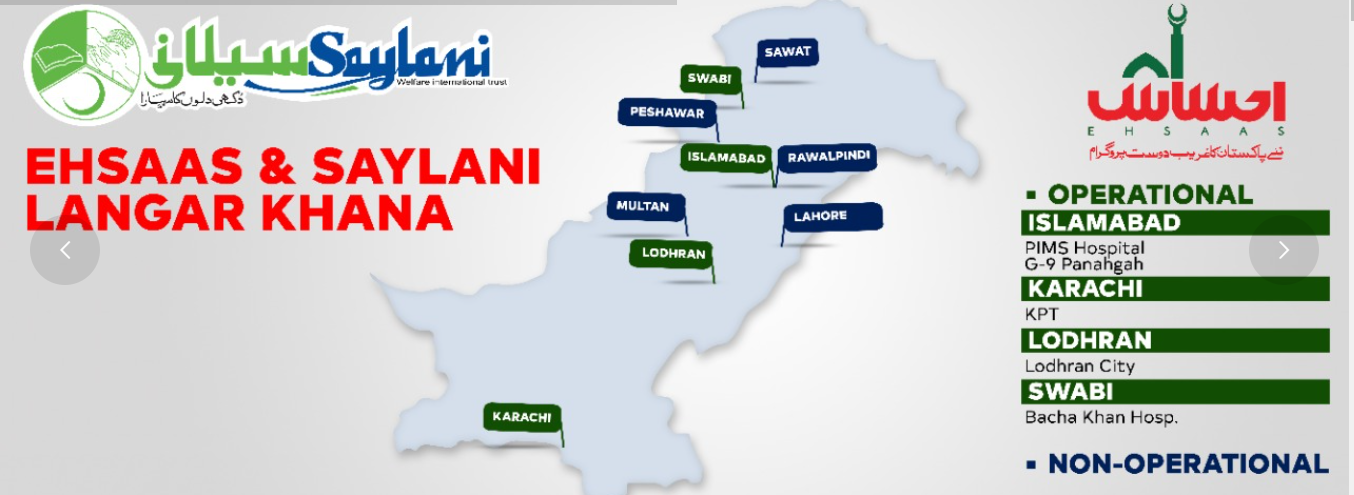 سیلانی Saylani
Welfare international trust
دکھی دلوں کا سہارا
EHSAAS & SAYLANI
LANGAR KHANA
SAWAT
SWABI
PESHAWAR
ISLAMABAD
RAWALPINDI
MULTAN
LAHORE
LODHRAN
KARACHI
احساس
EHSAAS
نئے پاکستان کا غریب دوست پروگرام
▪ OPERATIONAL
ISLAMABAD
PIMS Hospital
G-9 Panahgah
KARACHI
KPT
LODHRAN
Lodhran City
SWABI
Bacha Khan Hosp.
▪ NON-OPERATIONAL